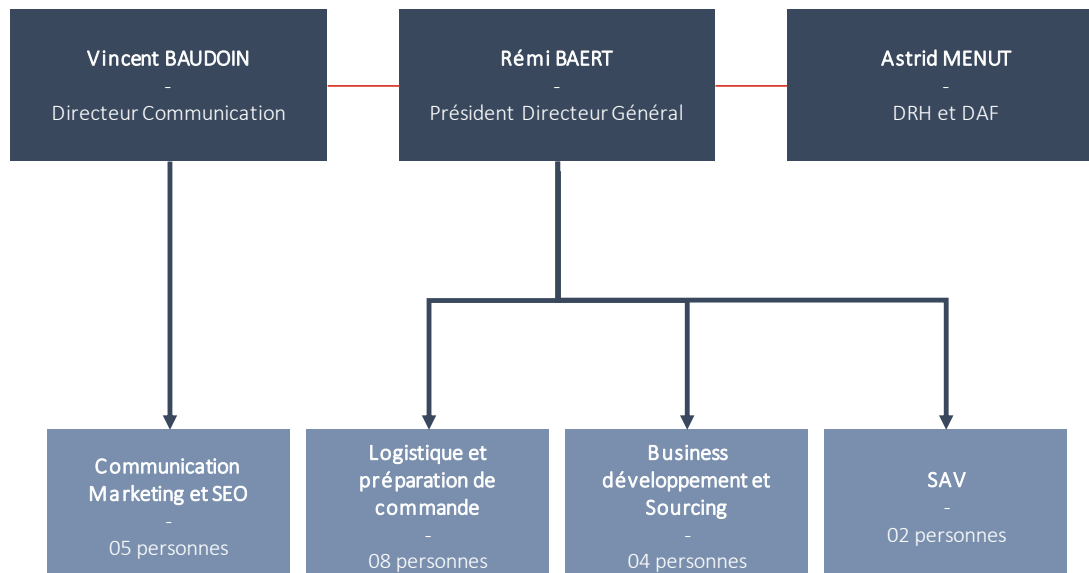 Vincent BAUDOIN
-
Directeur Communication
Rémi BAERT
-
Président Directeur Général
Astrid MENUT
-
DRH et DAF
Communication
Marketing et SEO
-
05 personnes
Logistique et
préparation de
commande
-
08 personnes
Business
développement et
Sourcing
-
04 personnes
SAV
-
02 personnes